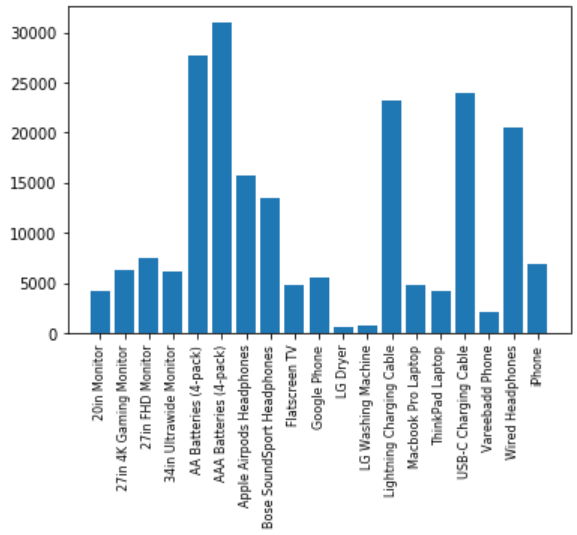 30000
25000
20000
15000
10000
5000
0
20in Monitor
27in 4K Gaming Monitor
27in FHD Monitor
34in Ultrawide Monitor
AA Batteries (4-pack)
AAA Batteries (4-pack)
Apple Airpods Headphones
Bose SoundSport Headphones
Flatscreen TV
Google Phone
LG Dryer
LG Washing Machine
Lightning Charging Cable
Macbook Pro Laptop
ThinkPad Laptop
USB-C Charging Cable
Vareebadd Phone
Wired Headphones
iPhone